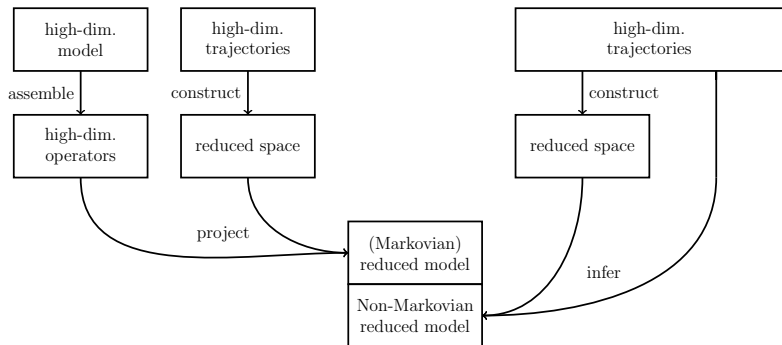 high-dim.
model
high-dim.
trajectories
high-dim.
trajectories
assemble
construct
construct
high-dim.
operators
reduced space
reduced space
project
(Markovian)
reduced model
infer
Non-Markovian
reduced model